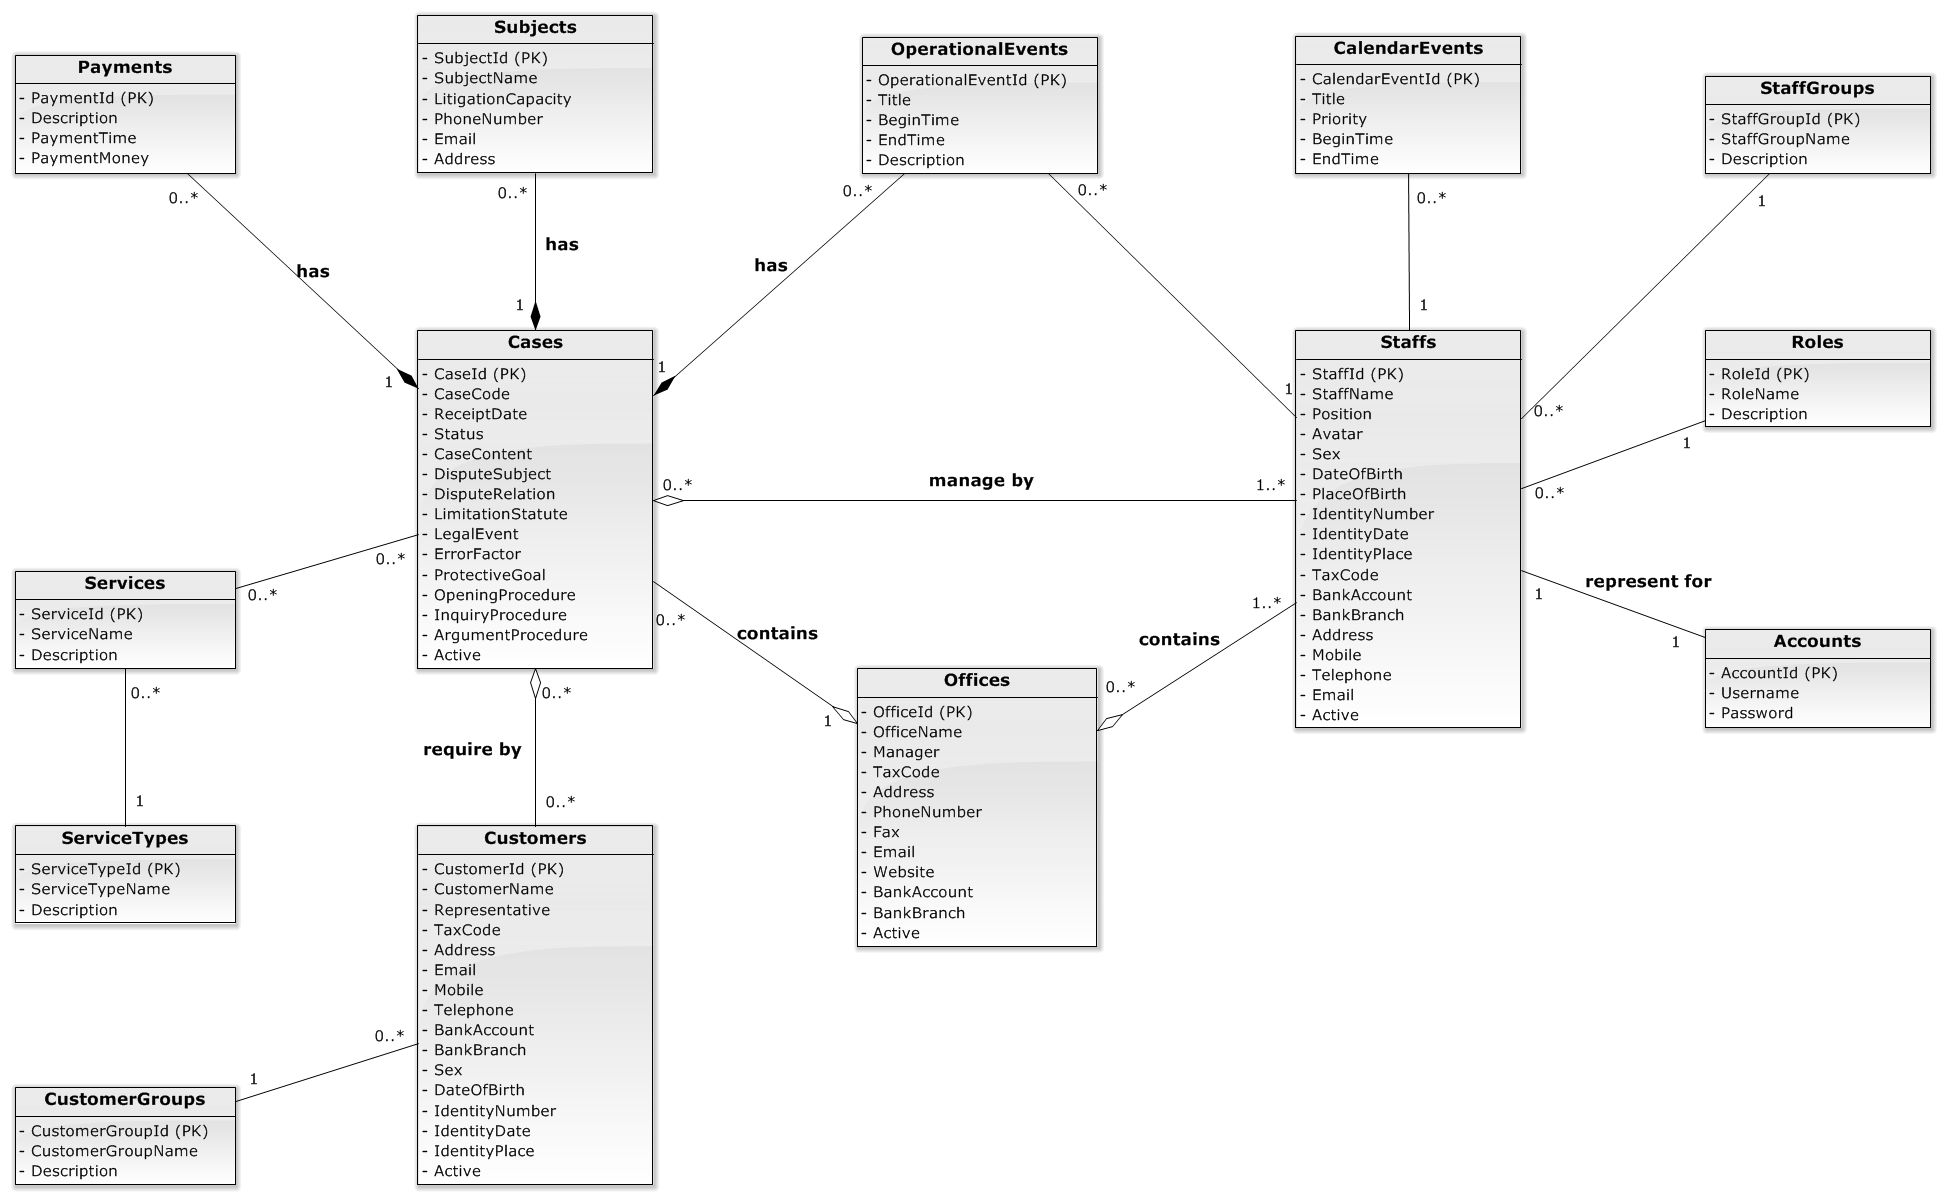 Payments
- PaymentId (PK)
- Description
- PaymentTime
- PaymentMoney
Subjects
- SubjectId (PK)
- SubjectName
- LitigationCapacity
- PhoneNumber
- Email
- Address
OperationalEvents
- OperationalEventId (PK)
- Title
- BeginTime
- EndTime
- Description
CalendarEvents
- CalendarEventId (PK)
- Title
- Priority
- BeginTime
- EndTime
StaffGroups
- StaffGroupId (PK)
- StaffGroupName
- Description
0..*
0..*
0..*
0..*
0..*
1
has
has
has
1
1
1
1
1
Cases
- CaseId (PK)
- CaseCode
- ReceiptDate
- Status
- CaseContent
- DisputeSubject
- DisputeRelation
- LimitationStatute
- LegalEvent
- ErrorFactor
- ProtectiveGoal
- OpeningProcedure
- InquiryProcedure
- ArgumentProcedure
- Active
Staffs
- StaffId (PK)
- StaffName
- Position
- Avatar
- Sex
- DateOfBirth
- PlaceOfBirth
- IdentityNumber
- IdentityDate
- IdentityPlace
- TaxCode
- BankAccount
- BankBranch
- Address
- Mobile
- Telephone
- Email
- Active
Roles
- RoleId (PK)
- RoleName
- Description
0..*
1
0..*
0..*
manage by
1..*
0..*
0..*
Services
- ServiceId (PK)
- ServiceName
- Description
0..*
contains
1
1..*
contains
0..*
1
represent for
1
Accounts
- AccountId (PK)
- Username
- Password
0..*
1
0..*
require by
0..*
Offices
- OfficeId (PK)
- OfficeName
- Manager
- TaxCode
- Address
- PhoneNumber
- Fax
- Email
- Website
- BankAccount
- BankBranch
- Active
ServiceTypes
- ServiceTypeId (PK)
- ServiceTypeName
- Description
Customers
- CustomerId (PK)
- CustomerName
- Representative
- TaxCode
- Address
- Email
- Mobile
- Telephone
- BankAccount
- BankBranch
- Sex
- DateOfBirth
- IdentityNumber
- IdentityDate
- IdentityPlace
- Active
0..*
1
CustomerGroups
- CustomerGroupId (PK)
- CustomerGroupName
- Description